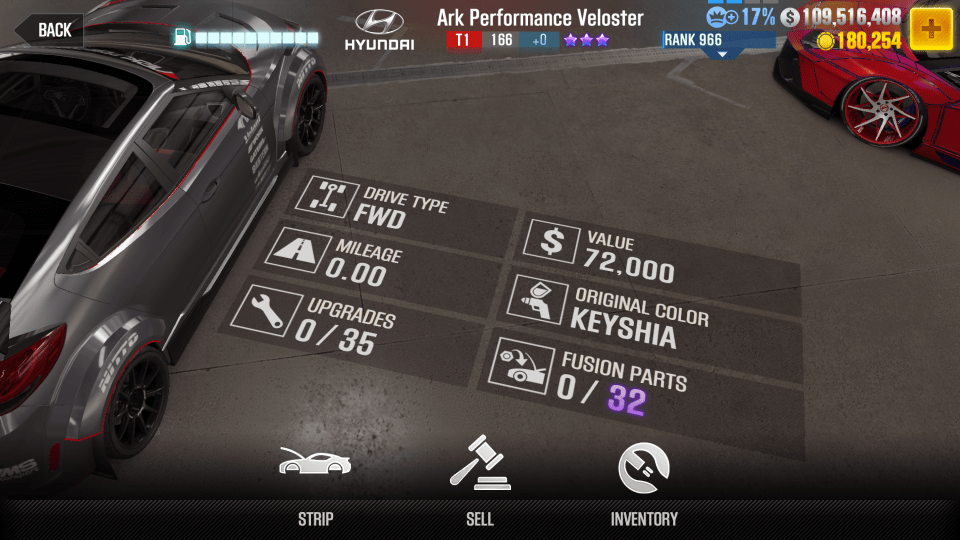 BACK
HYUNDAI
Ark Performance Veloster
T1 166 +0
17%
RANK 966
$ 109,516,408
180,254
DRIVE TYPE
FWD
MILEAGE
0.00
UPGRADES
0 / 35
$ VALUE
72,000
ORIGINAL COLOR
KEYSHIA
FUSION PARTS
0 / 32
NITTO
NITTO
STRIP
SELL
INVENTORY